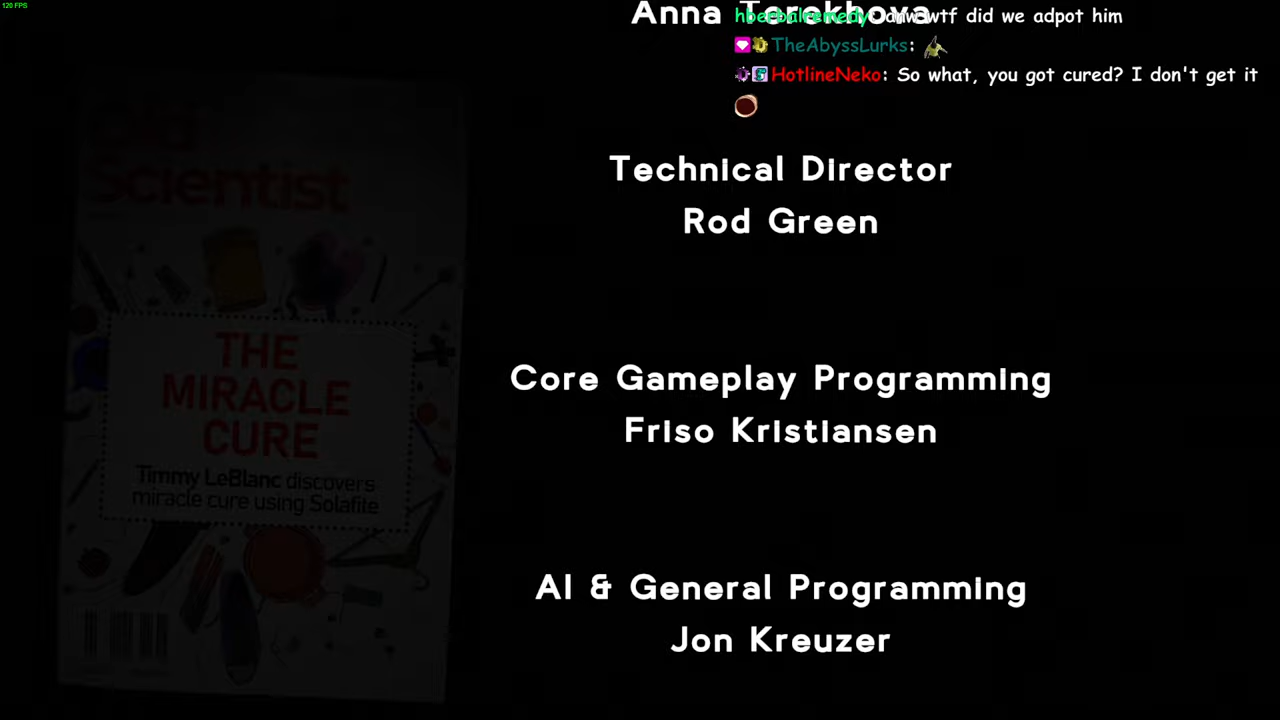 120 FPS
Anna Terekhova
hberbalremedy: anw wtf did we adpot him
TheAbyssLurks:
HotlineNeko: So what, you got cured? I don't get it
Technical Director
Rod Green
Core Gameplay Programming
Friso Kristiansen
AI & General Programming
Jon Kreuzer
Scientist
THE
MIRACLE
CURE
Timmy LeBlanc discovers
miracle cure using Solafite